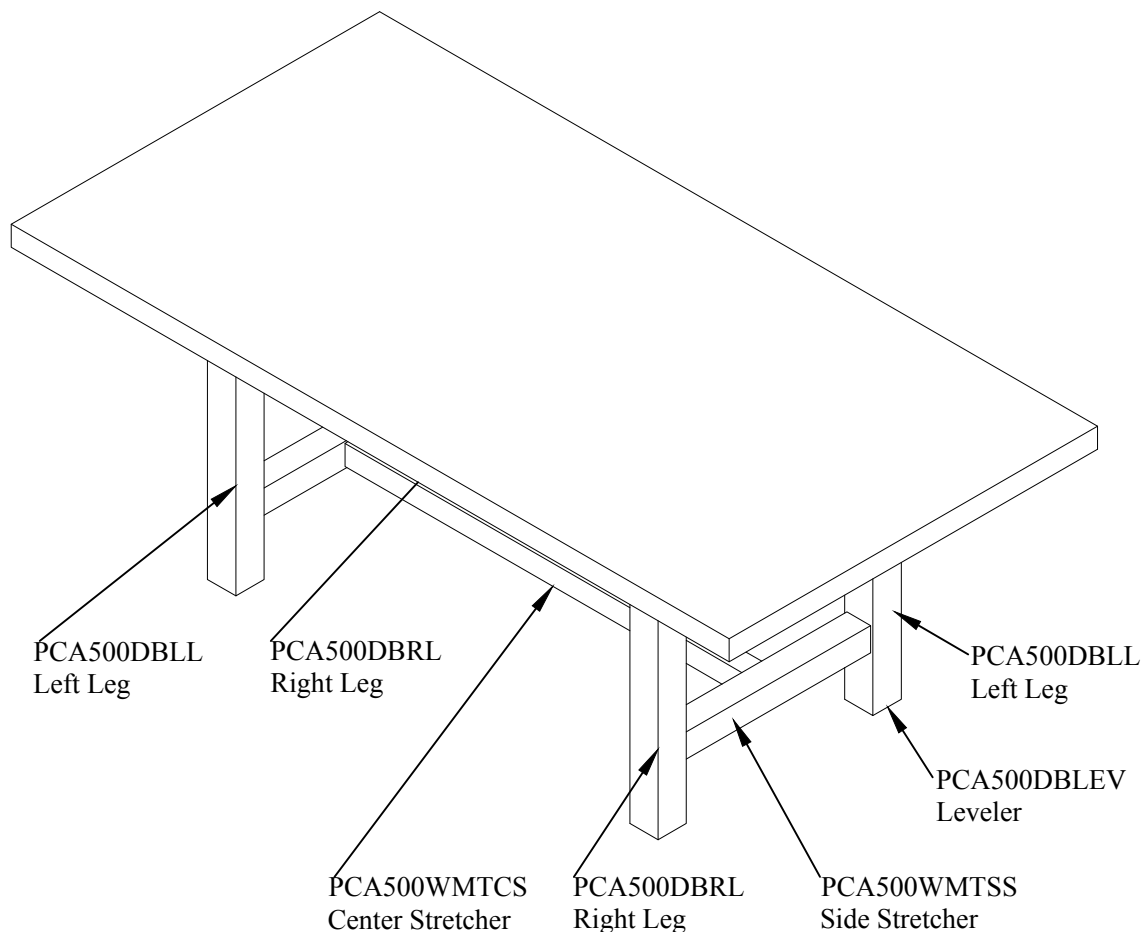 PCA500DBLL
Left Leg
PCA500DBRL
Right Leg
PCA500DBLL
Left Leg
PCA500DBLEV
Leveler
PCA500WMTCS
Center Stretcher
PCA500DBRL
Right Leg
PCA500WMTSS
Side Stretcher